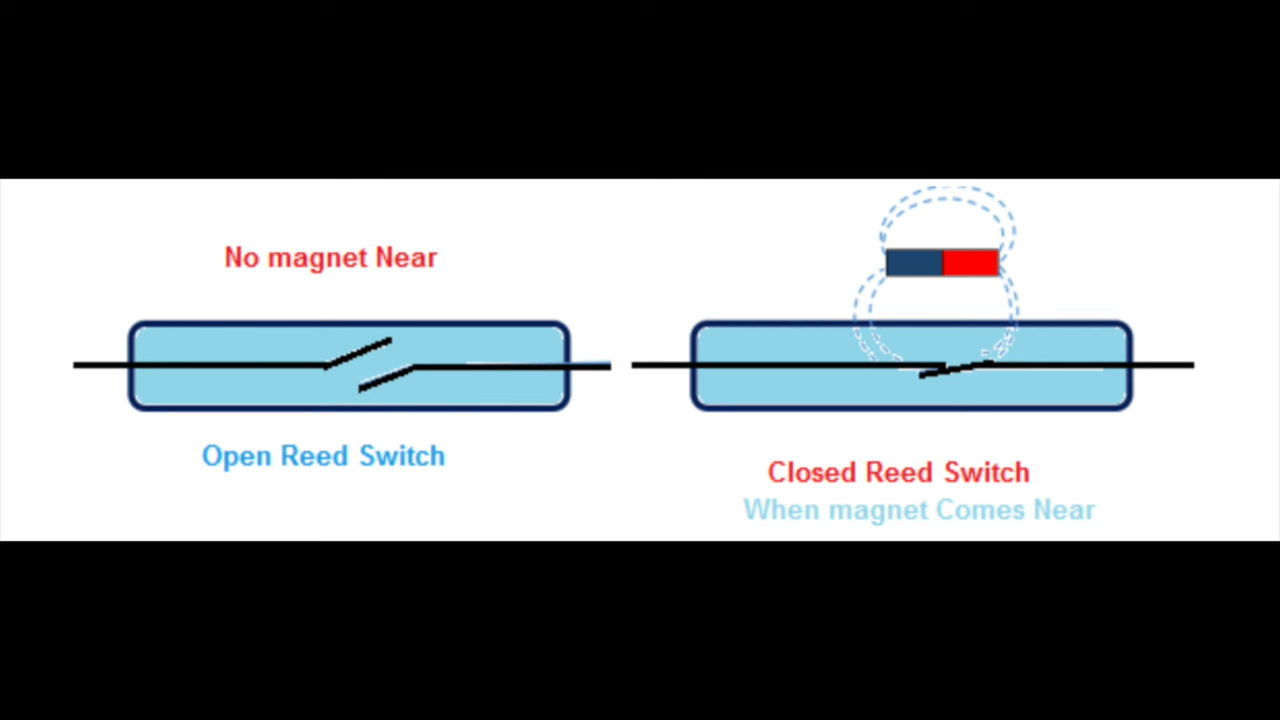 No magnet Near
Open Reed Switch
Closed Reed Switch
When magnet Comes Near